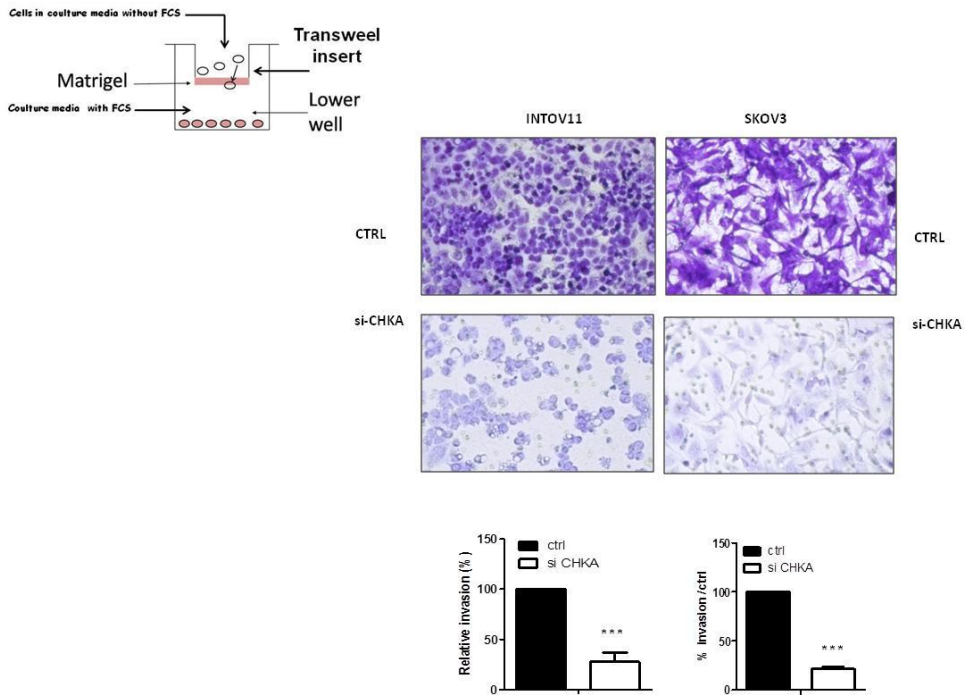 Cells in coulture media without FCS
Transweel
insert
Matrigel
Coulture media with FCS
Lower
well
INTOV11
SKOV3
CTRL
CTRL
si-CHKA
si-CHKA
Relative invasion (%)
150
100
50
0
ctrl
si CHKA
***
% Invasion /ctrl
150
100
50
0
ctrl
si CHKA
***